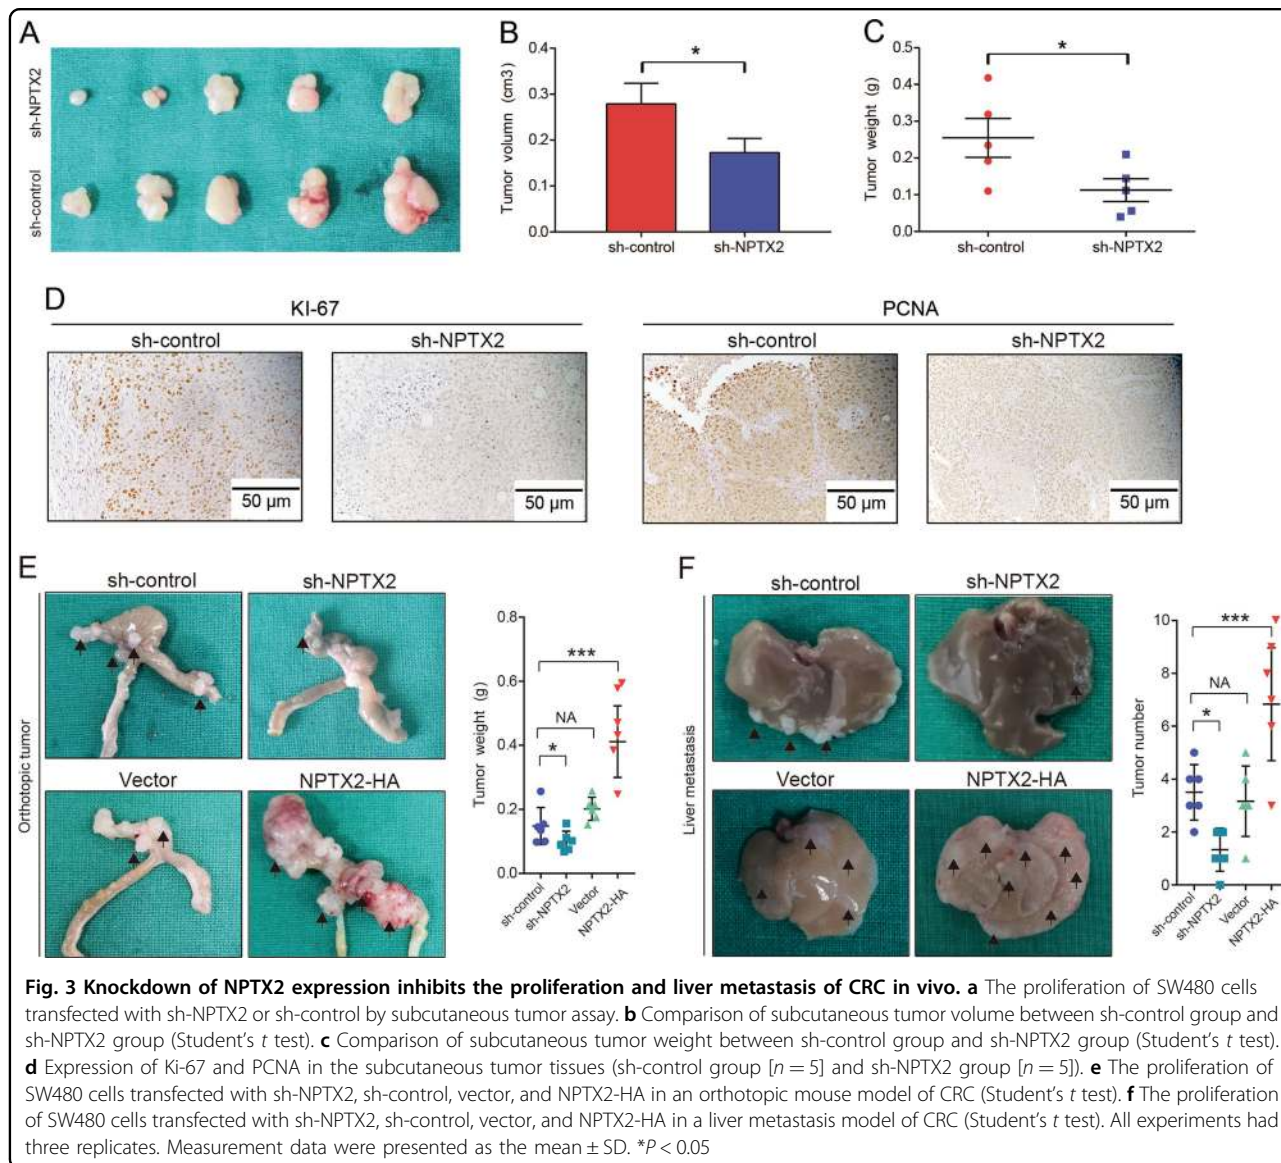 A
sh-NPTX2
sh-control
B
Tumor volumn (cm3)
0.4
0.3
0.2
0.3
0.0
*
sh-control
sh-NPTX2
C
Tumor weight (g)
0.5
0.4
0.3
0.2
0.1
0.0
*
sh-control
sh-NPTX2
D
KI-67
PCNA
sh-control
sh-NPTX2
sh-control
sh-NPTX2
50 µm
50 µm
50 µm
50 µm
E
Orthotopic tumor
sh-control
sh-NPTX2
Vector
NPTX2-HA
Tumor weight (g)
0.8
0.6
0.4
0.2
0.0
***
NA
*
sh-control
sh-NPTX2
Vector
NPTX2-HA
F
Liver metastasis
sh-control
sh-NPTX2
Vector
NPTX2-HA
Tumor number
10
8
6
4
2
0
***
NA
*
sh-control
sh-NPTX2
Vector
NPTX2-HA
Fig. 3 Knockdown of NPTX2 expression inhibits the proliferation and liver metastasis of CRC in vivo. a The proliferation of SW480 cells
transfected with sh-NPTX2 or sh-control by subcutaneous tumor assay. b Comparison of subcutaneous tumor volume between sh-control group and
sh-NPTX2 group (Student's t test). c Comparison of subcutaneous tumor weight between sh-control group and sh-NPTX2 group (Student's t test).
d Expression of Ki-67 and PCNA in the subcutaneous tumor tissues (sh-control group [n = 5] and sh-NPTX2 group [n = 5]). e The proliferation of
SW480 cells transfected with sh-NPTX2, sh-control, vector, and NPTX2-HA in an orthotopic mouse model of CRC (Student's t test). f The proliferation
of SW480 cells transfected with sh-NPTX2, sh-control, vector, and NPTX2-HA in a liver metastasis model of CRC (Student's t test). All experiments had
three replicates. Measurement data were presented as the mean ± SD. *P < 0.05